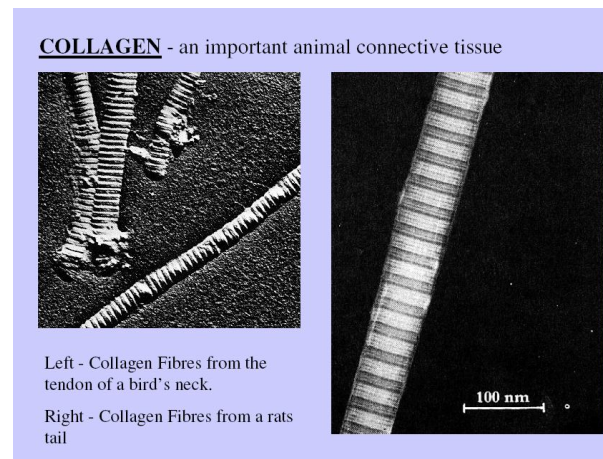 COLLAGEN - an important animal connective tissue
Left - Collagen Fibres from the
tendon of a bird's neck.
Right - Collagen Fibres from a rats
tail
100 nm